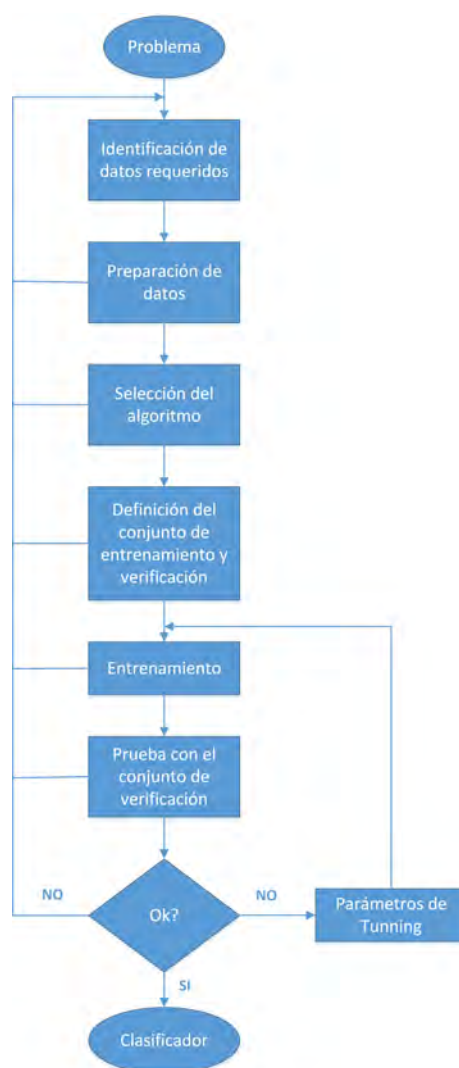 Problema
Identificación de
datos requeridos
Preparación de
datos
Selección del
algoritmo
Definición del
conjunto de
entrenamiento y
verificación
Entrenamiento
Prueba con el
conjunto de
verificación
NO
Ok?
NO
Parámetros de
Tunning
SI
Clasificador